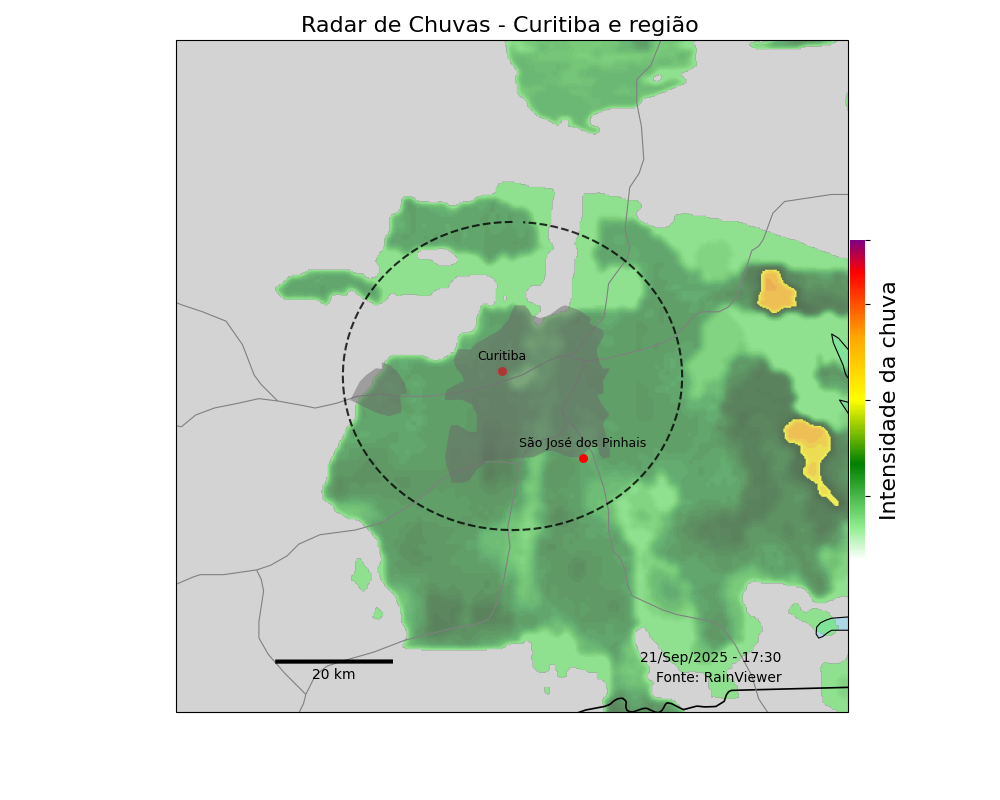 Radar de Chuvas - Curitiba e região
Curitiba
São José dos Pinhais
Intensidade da chuva
21/Sep/2025 - 17:30
Fonte: RainViewer
20 km